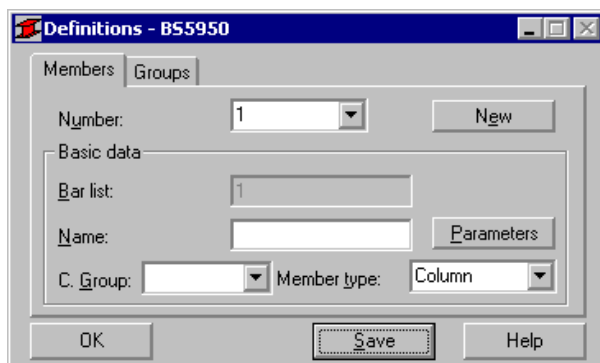 Definitions - BS5950
Members Groups
Number: 1 New
Basic data
Bar list: 1
Name: Parameters
C. Group: Member type: Column
OK Save Help